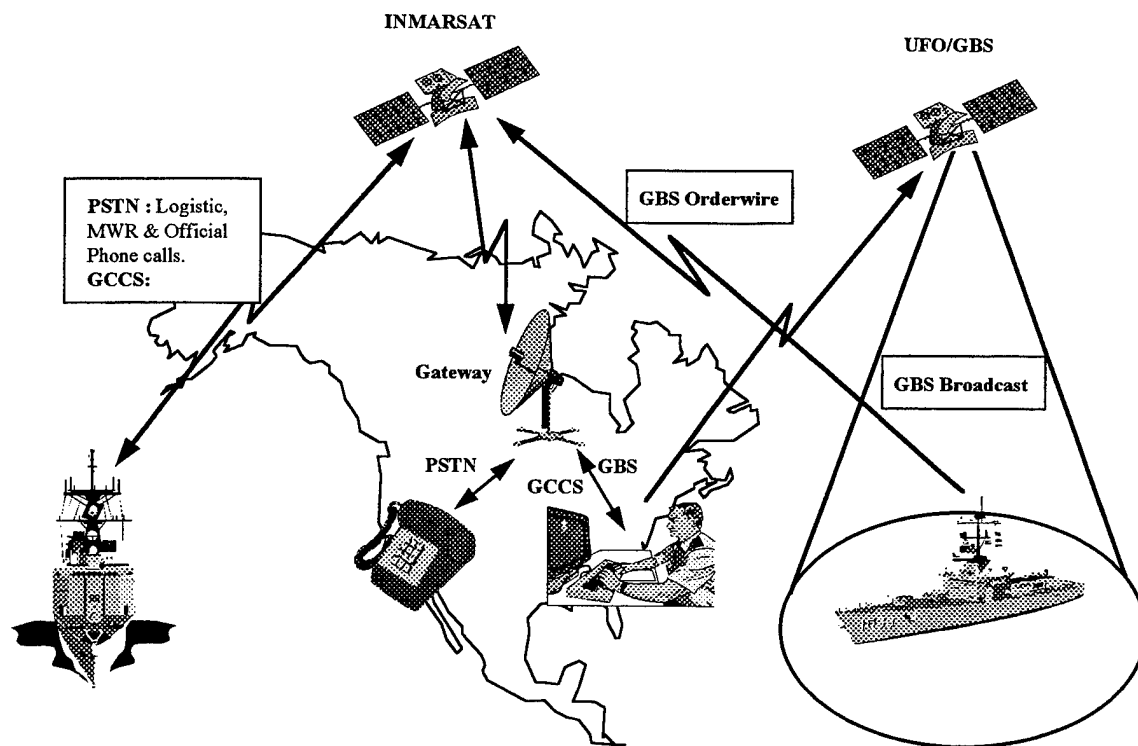 INMARSAT
UFO/GBS
PSTN : Logistic,
MWR & Official
Phone calls.
GCCS:
GBS Orderwire
Gateway
GBS Broadcast
PSTN
GBS
GCCS